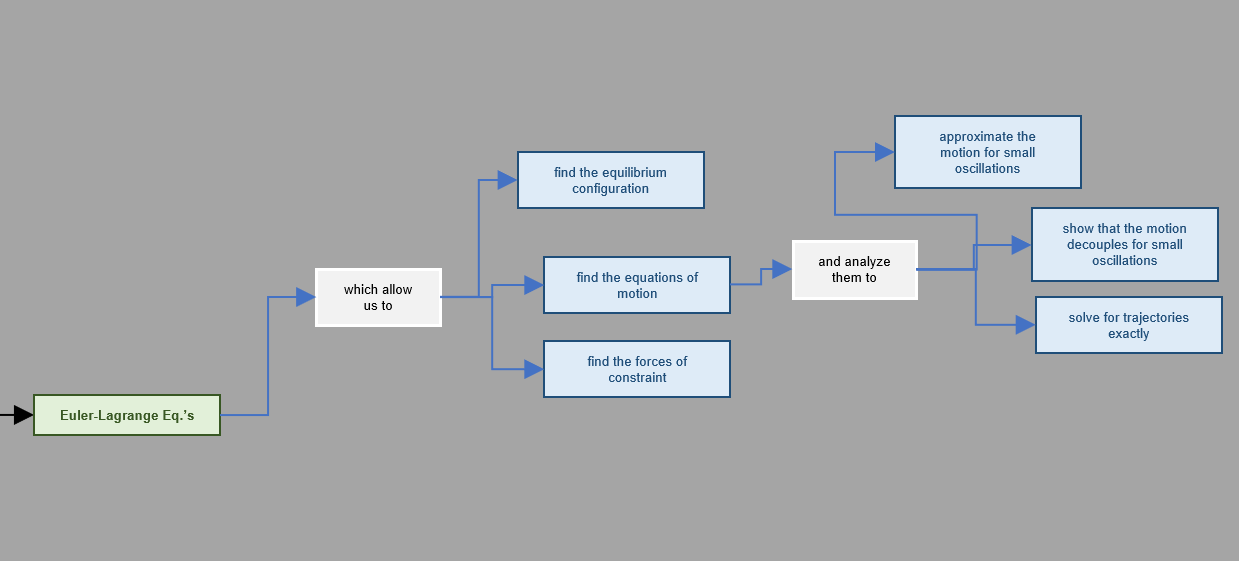 Euler-Lagrange Eq.’s
which allow
us to
find the equilibrium
configuration
find the equations of
motion
find the forces of
constraint
and analyze
them to
approximate the
motion for small
oscillations
show that the motion
decouples for small
oscillations
solve for trajectories
exactly